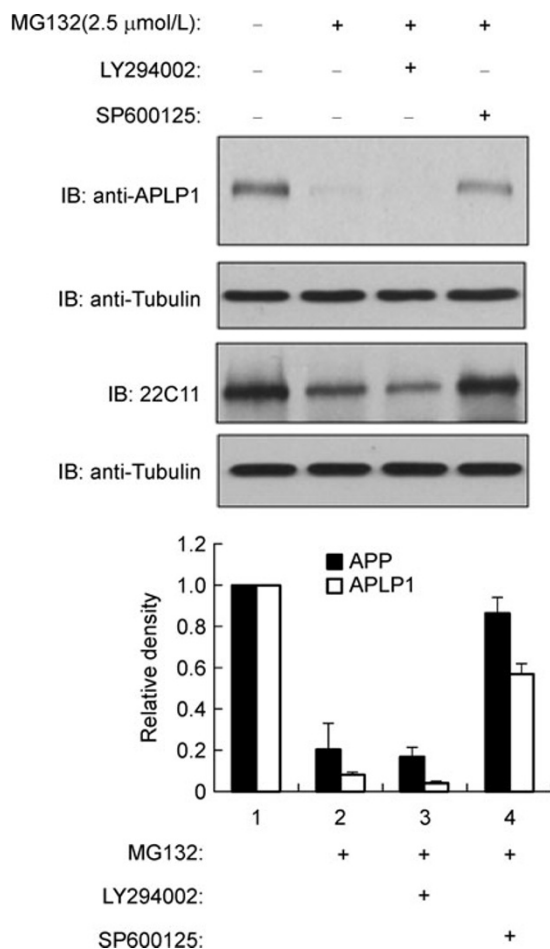 MG132(2.5 μmol/L): – + + +
LY294002: – – + –
SP600125: – – – +
IB: anti-APLP1
IB: anti-Tubulin
IB: 22C11
IB: anti-Tubulin
1.2
1.0
0.8
0.6
0.4
0.2
0
Relative density
APP
APLP1
1 2 3 4
MG132: + + +
LY294002: +
SP600125: +